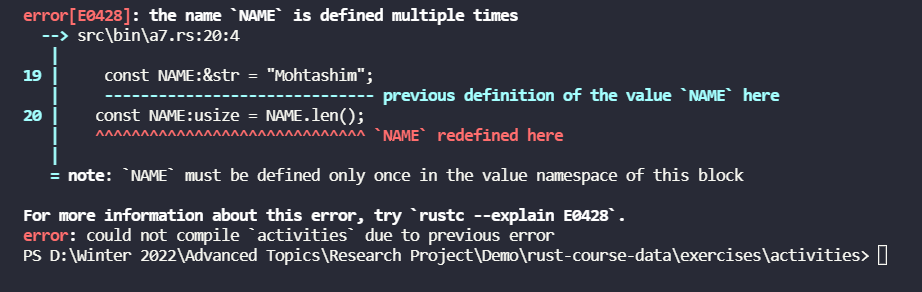 error[E0428]: the name `NAME` is defined multiple times
  --> src\bin\a7.rs:20:4
   |
19 |     const NAME:&str = "Mohtashim";
   |     ------------------------------ previous definition of the value `NAME` here
20 |    const NAME:usize = NAME.len();
   |    ^^^^^^^^^^^^^^^^^^^^^^^^^^^^^^ `NAME` redefined here
   |
   = note: `NAME` must be defined only once in the value namespace of this block

For more information about this error, try `rustc --explain E0428`.
error: could not compile `activities` due to previous error
PS D:\Winter 2022\Advanced Topics\Research Project\Demo\rust-course-data\exercises\activities>